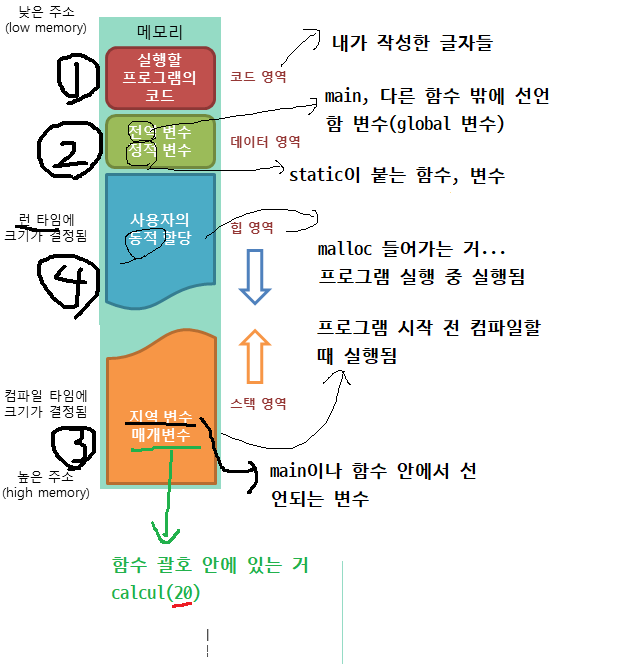 낮은 주소
(low memory)
메모리
①
실행할
프로그램의
코드
코드 영역
내가 작성한 글자들
②
전역 변수
정적 변수
데이터 영역
main, 다른 함수 밖에 선언
함 변수(global 변수)
static이 붙는 함수, 변수
런 타임에
크기가 결정됨
④
사용자의
동적 할당
힙 영역
malloc 들어가는 거...
프로그램 실행 중 실행됨
프로그램 시작 전 컴파일할
때 실행됨
컴파일 타임에
크기가 결정됨
③
지역 변수
매개변수
스택 영역
main이나 함수 안에서 선
언되는 변수
높은 주소
(high memory)
함수 괄호 안에 있는 거
calcul(20)